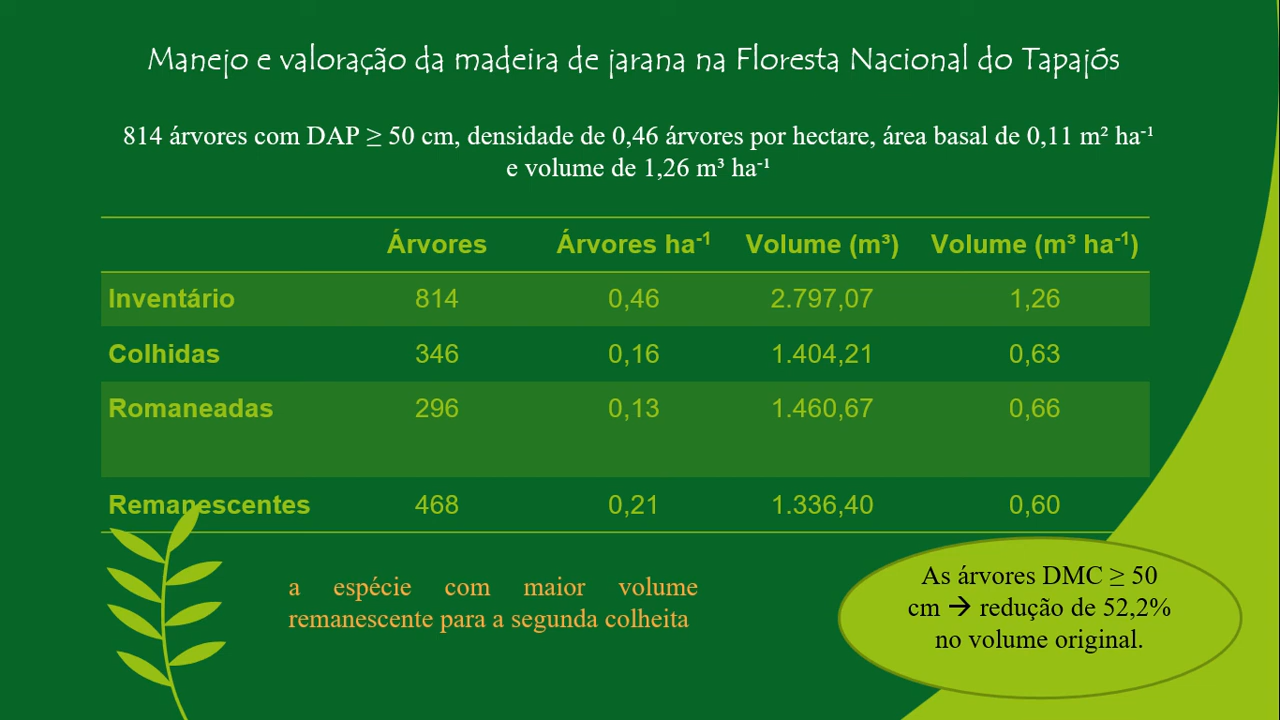 Manejo e valoração da madeira de jarana na Floresta Nacional do Tapajós
814 árvores com DAP ≥ 50 cm, densidade de 0,46 árvores por hectare, área basal de 0,11 m² ha⁻¹
e volume de 1,26 m³ ha⁻¹
Árvores Árvores ha⁻¹ Volume (m³) Volume (m³ ha⁻¹)
Inventário 814 0,46 2.797,07 1,26
Colhidas 346 0,16 1.404,21 0,63
Romaneadas 296 0,13 1.460,67 0,66
Remanescentes 468 0,21 1.336,40 0,60
a espécie com maior volume
remanescente para a segunda colheita
As árvores DMC ≥ 50
cm → redução de 52,2%
no volume original.